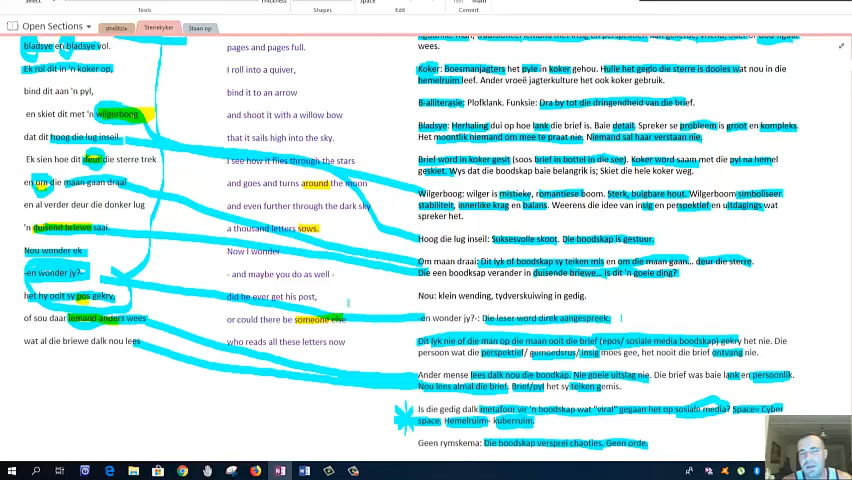 Thickness
space
Tools
Shapes
Edit
Selection
Mode
Open Sections
strelitzia
Sterrekyker
Staan op
bladsye en bladsye vol.
Ek rol dit in 'n koker op,
bind dit aan 'n pyl,
en skiet dit met 'n wilgerboog
dat dit hoog die lug inseil.
Ek sien hoe dit deur die sterre trek
en om die maan gaan draai
en al verder deur die donker lug
'n duisend briewe saai.
Nou wonder ek
-en wonder jy?-
het hy ooit sy pos gekry,
of sou daar iemand anders wees
wat al die briewe dalk nou lees
pages and pages full.
I roll into a quiver,
bind it to an arrow
and shoot it with a willow bow
that it sails high into the sky.
I see how it flies through the stars
and goes and turns around the moon
and even further through the dark sky
a thousand letters sows.
Now I wonder
- and maybe you do as well -
did he ever get his post,
or could there be someone else
who reads all these letters now
wees.
Koker: Boesmanjagters het pyle in koker gehou. Hulle het geglo die sterre is dooies wat nou in die
hemelruim leef. Ander vroeë jagterkulture het ook koker gebruik.
B-alliterasie: Plofklank. Funksie: Dra by tot die dringendheid van die brief.
Bladsye: Herhaling dui op hoe lank die brief is. Baie detail. Spreker se probleem is groot en kompleks.
Het moontlik niemand om mee te praat nie. Niemand sal haar verstaan nie.
Brief word in koker gesit (soos brief in bottel in die see). Koker word saam met die pyl na hemel
geskiet. Wys dat die boodskap baie belangrik is; Skiet die hele koker weg.
Wilgerboog: wilger is mistieke, romantiese boom. Sterk, buigbare hout. Wilgerboom simboliseer
stabiliteit, innerlike krag en balans. Weerens die idee van insig en perspektief en uitdagings wat
spreker het.
Hoog die lug inseil: Suksesvolle skoot. Die boodskap is gestuur.
Om maan draai: Dit lyk of boodskap sy teiken mis en om die maan gaan... deur die sterre.
Die een boodksap verander in duisende briewe... Is dit 'n goeie ding?
Nou: klein wending, tydverskuiwing in gedig.
-en wonder jy?-: Die leser word direk aangespreek.
Dit lyk nie of die man op die maan ooit die brief (epos/ sosiale media boodskap) gekry het nie. Die
persoon wat die perspektief/ gemoedsrus/ insig moes gee, het nooit die brief ontvang nie.
Ander mense lees dalk nou die boodkap. Nie goeie uitslag nie. Die brief was baie lank en persoonlik.
Nou lees almal die brief. Brief/pyl het sy teiken gemis.
Is die gedig dalk metafoor vir 'n boodskap wat "viral" gegaan het op sosiale media? Space= Cyber
space. Hemelruim= kuberruim.
Geen rymskema: Die boodskap versprei chaoties. Geen orde.